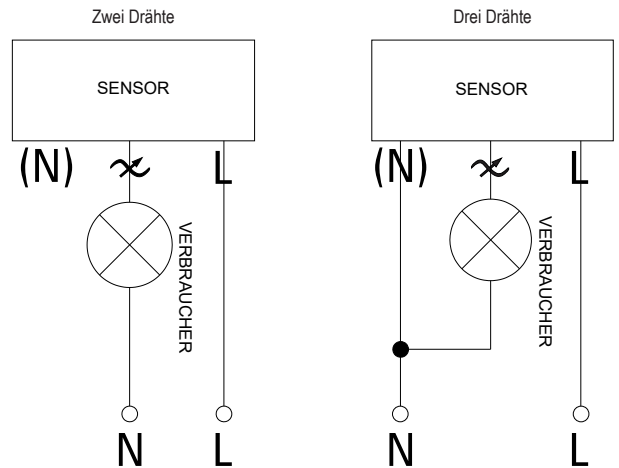 Zwei Drähte
SENSOR
(N) L
VERBRAUCHER
N L
Drei Drähte
SENSOR
(N) L
VERBRAUCHER
N L